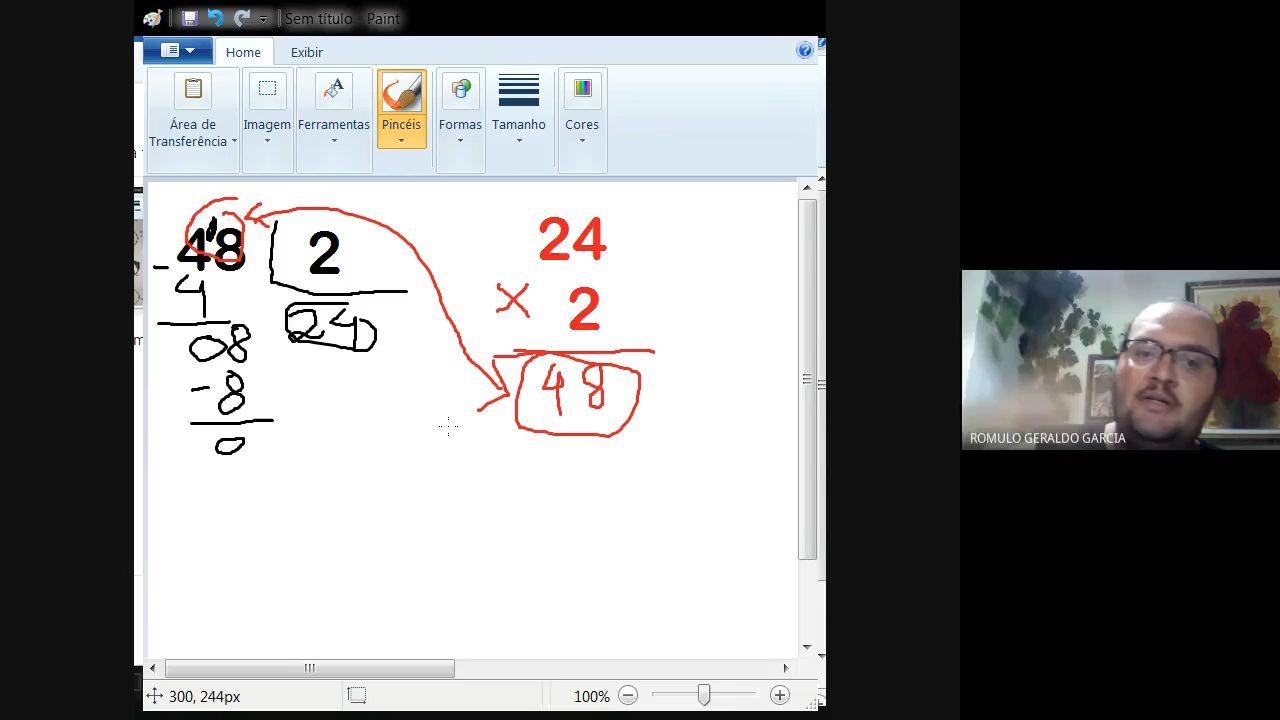 Sem título - Paint
Home Exibir
Área de Transferência
Imagem
Ferramentas
Pincéis
Formas
Tamanho
Cores
48 2
- 4
24
08
- 8
0
24
× 2
48
ROMULO GERALDO GARCIA
300, 244px
100%